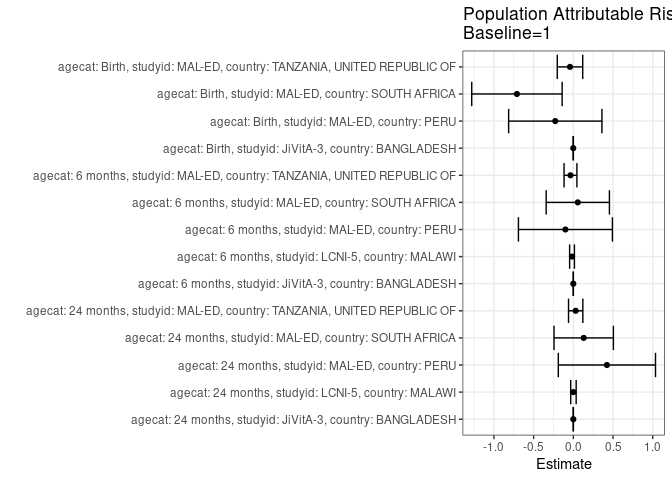 Population Attributable Ris
Baseline=1
agecat: Birth, studyid: MAL-ED, country: TANZANIA, UNITED REPUBLIC OF
agecat: Birth, studyid: MAL-ED, country: SOUTH AFRICA
agecat: Birth, studyid: MAL-ED, country: PERU
agecat: Birth, studyid: JiVitA-3, country: BANGLADESH
agecat: 6 months, studyid: MAL-ED, country: TANZANIA, UNITED REPUBLIC OF
agecat: 6 months, studyid: MAL-ED, country: SOUTH AFRICA
agecat: 6 months, studyid: MAL-ED, country: PERU
agecat: 6 months, studyid: LCNI-5, country: MALAWI
agecat: 6 months, studyid: JiVitA-3, country: BANGLADESH
agecat: 24 months, studyid: MAL-ED, country: TANZANIA, UNITED REPUBLIC OF
agecat: 24 months, studyid: MAL-ED, country: SOUTH AFRICA
agecat: 24 months, studyid: MAL-ED, country: PERU
agecat: 24 months, studyid: LCNI-5, country: MALAWI
agecat: 24 months, studyid: JiVitA-3, country: BANGLADESH
-1.0 -0.5 0.0 0.5 1.0
Estimate